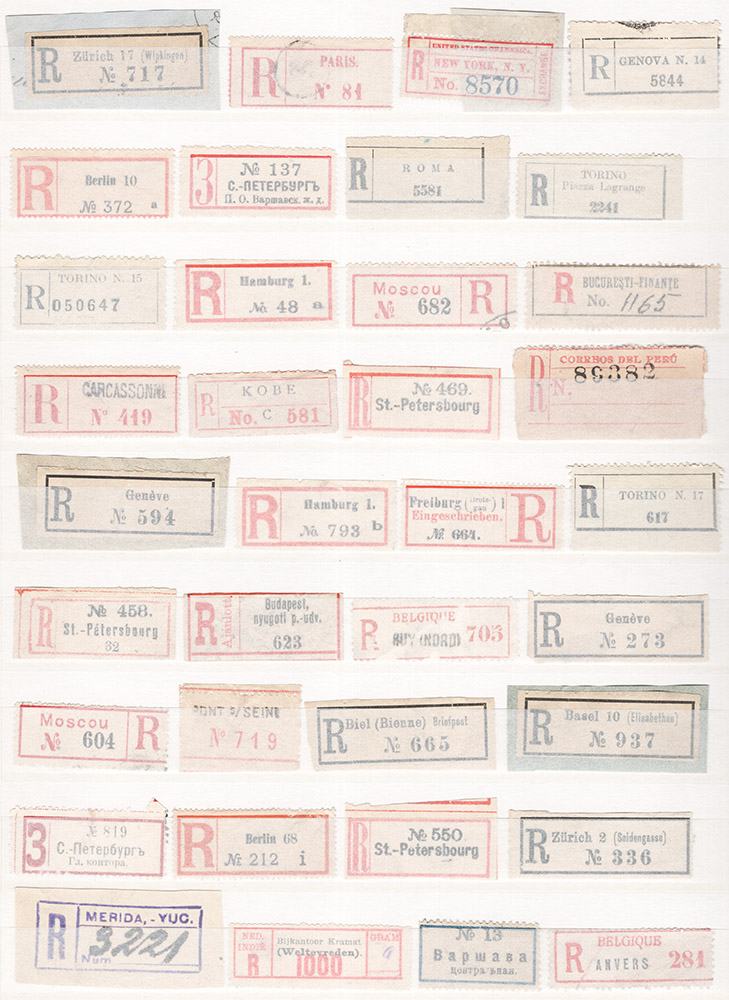 R Zürich 17 (Wipkingen)
№ 717
R PARIS.
N° 81
R NEW YORK, N. Y.
No. 8570
R GENOVA N. 14
5844
R Berlin 10
№ 372 a
З № 137
С.-ПЕТЕРБУРГЪ
П. О. Варшавск. ж. д.
R ROMA
5581
R TORINO
Piazza Lagrange
2241
R TORINO N. 15
050647
R Hamburg 1.
№ 48 a
Moscou R
№ 682
R BUCUREȘTI-FINANȚE
No. 1165
R CARCASSONNE
N° 419
R KOBE
No. C 581
R № 469.
St.-Petersbourg
R CORREOS DEL PERÚ
N. 89382
R Genève
№ 594
R Hamburg 1.
№ 793 b
Freiburg (Breisgau) 1 R
Eingeschrieben.
№ 664.
R TORINO N. 17
617
R № 458.
St.-Pétersbourg
32
R Ajánlott. Budapest,
nyugoti p.-udv.
623
R BELGIQUE
HUY (NORD) 703
R Genève
№ 273
Moscou R
№ 604
PONT S/SEINE
N° 719
R Biel (Bienne) Briefpost
№ 665
R Basel 10 (Elisabethen)
№ 937
З № 819
С.-Петербургъ
Гл. контора.
R Berlin 68
№ 212 i
R № 550.
St.-Petersbourg
R Zürich 2 (Seidengasse)
№ 336
R MERIDA,-YUC.
Num 3221
NED. INDIË R Bijkantoor Kramat GRAM
(Weltevreden).
1000
№ 13
Варшава
центральная.
R BELGIQUE
ANVERS 281